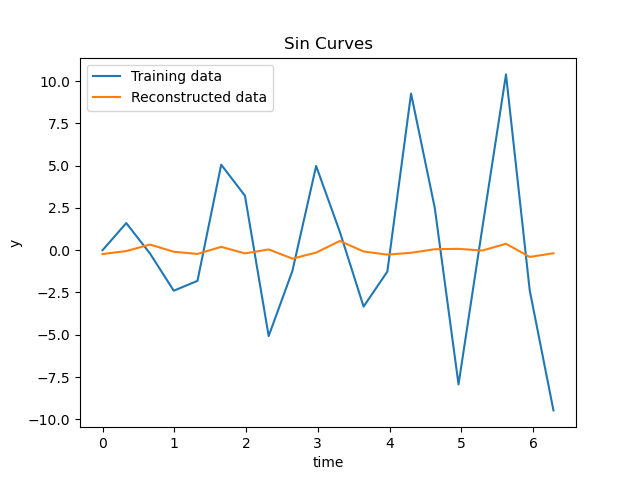 Sin Curves
Training data
Reconstructed data
10.0
7.5
5.0
2.5
0.0
−2.5
−5.0
−7.5
−10.0
y
0 1 2 3 4 5 6
time